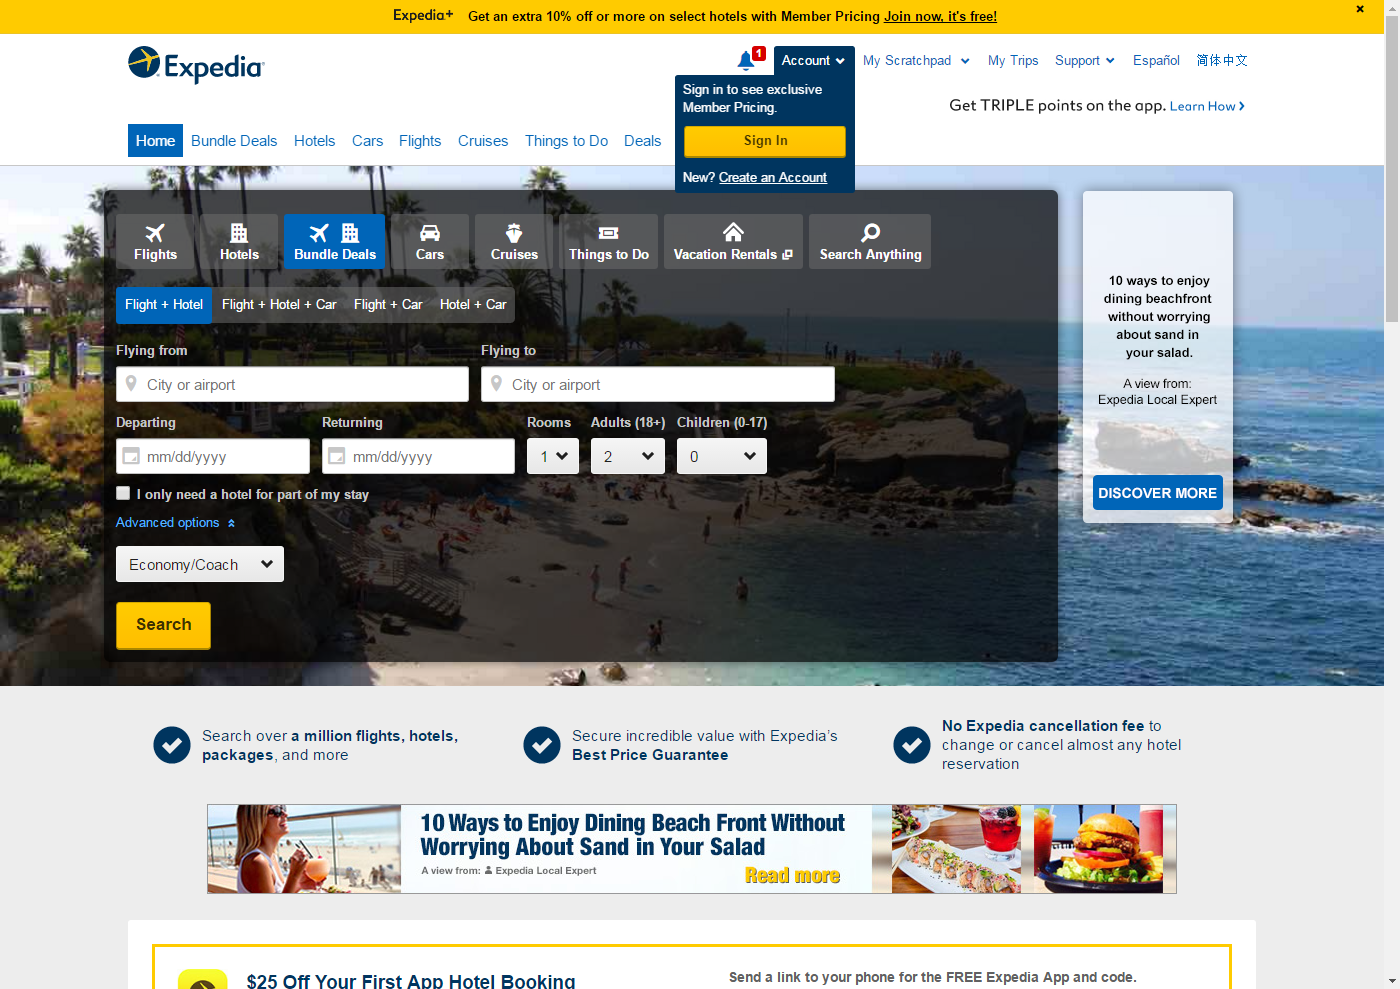 Expedia+ Get an extra 10% off or more on select hotels with Member Pricing Join now, it's free!
Expedia
1
Account
My Scratchpad
My Trips
Support
Español
简体中文
Sign in to see exclusive
Member Pricing.
Sign In
New? Create an Account
Get TRIPLE points on the app. Learn How
Home
Bundle Deals
Hotels
Cars
Flights
Cruises
Things to Do
Deals
Flights
Hotels
Bundle Deals
Cars
Cruises
Things to Do
Vacation Rentals
Search Anything
Flight + Hotel
Flight + Hotel + Car
Flight + Car
Hotel + Car
Flying from
Flying to
City or airport
City or airport
Departing
Returning
Rooms
Adults (18+)
Children (0-17)
mm/dd/yyyy
mm/dd/yyyy
1
2
0
I only need a hotel for part of my stay
Advanced options
Economy/Coach
Search
10 ways to enjoy
dining beachfront
without worrying
about sand in
your salad.
A view from:
Expedia Local Expert
DISCOVER MORE
Search over a million flights, hotels,
packages, and more
Secure incredible value with Expedia's
Best Price Guarantee
No Expedia cancellation fee to
change or cancel almost any hotel
reservation
10 Ways to Enjoy Dining Beach Front Without
Worrying About Sand in Your Salad
A view from: Expedia Local Expert
Read more
$25 Off Your First App Hotel Booking
Send a link to your phone for the FREE Expedia App and code.